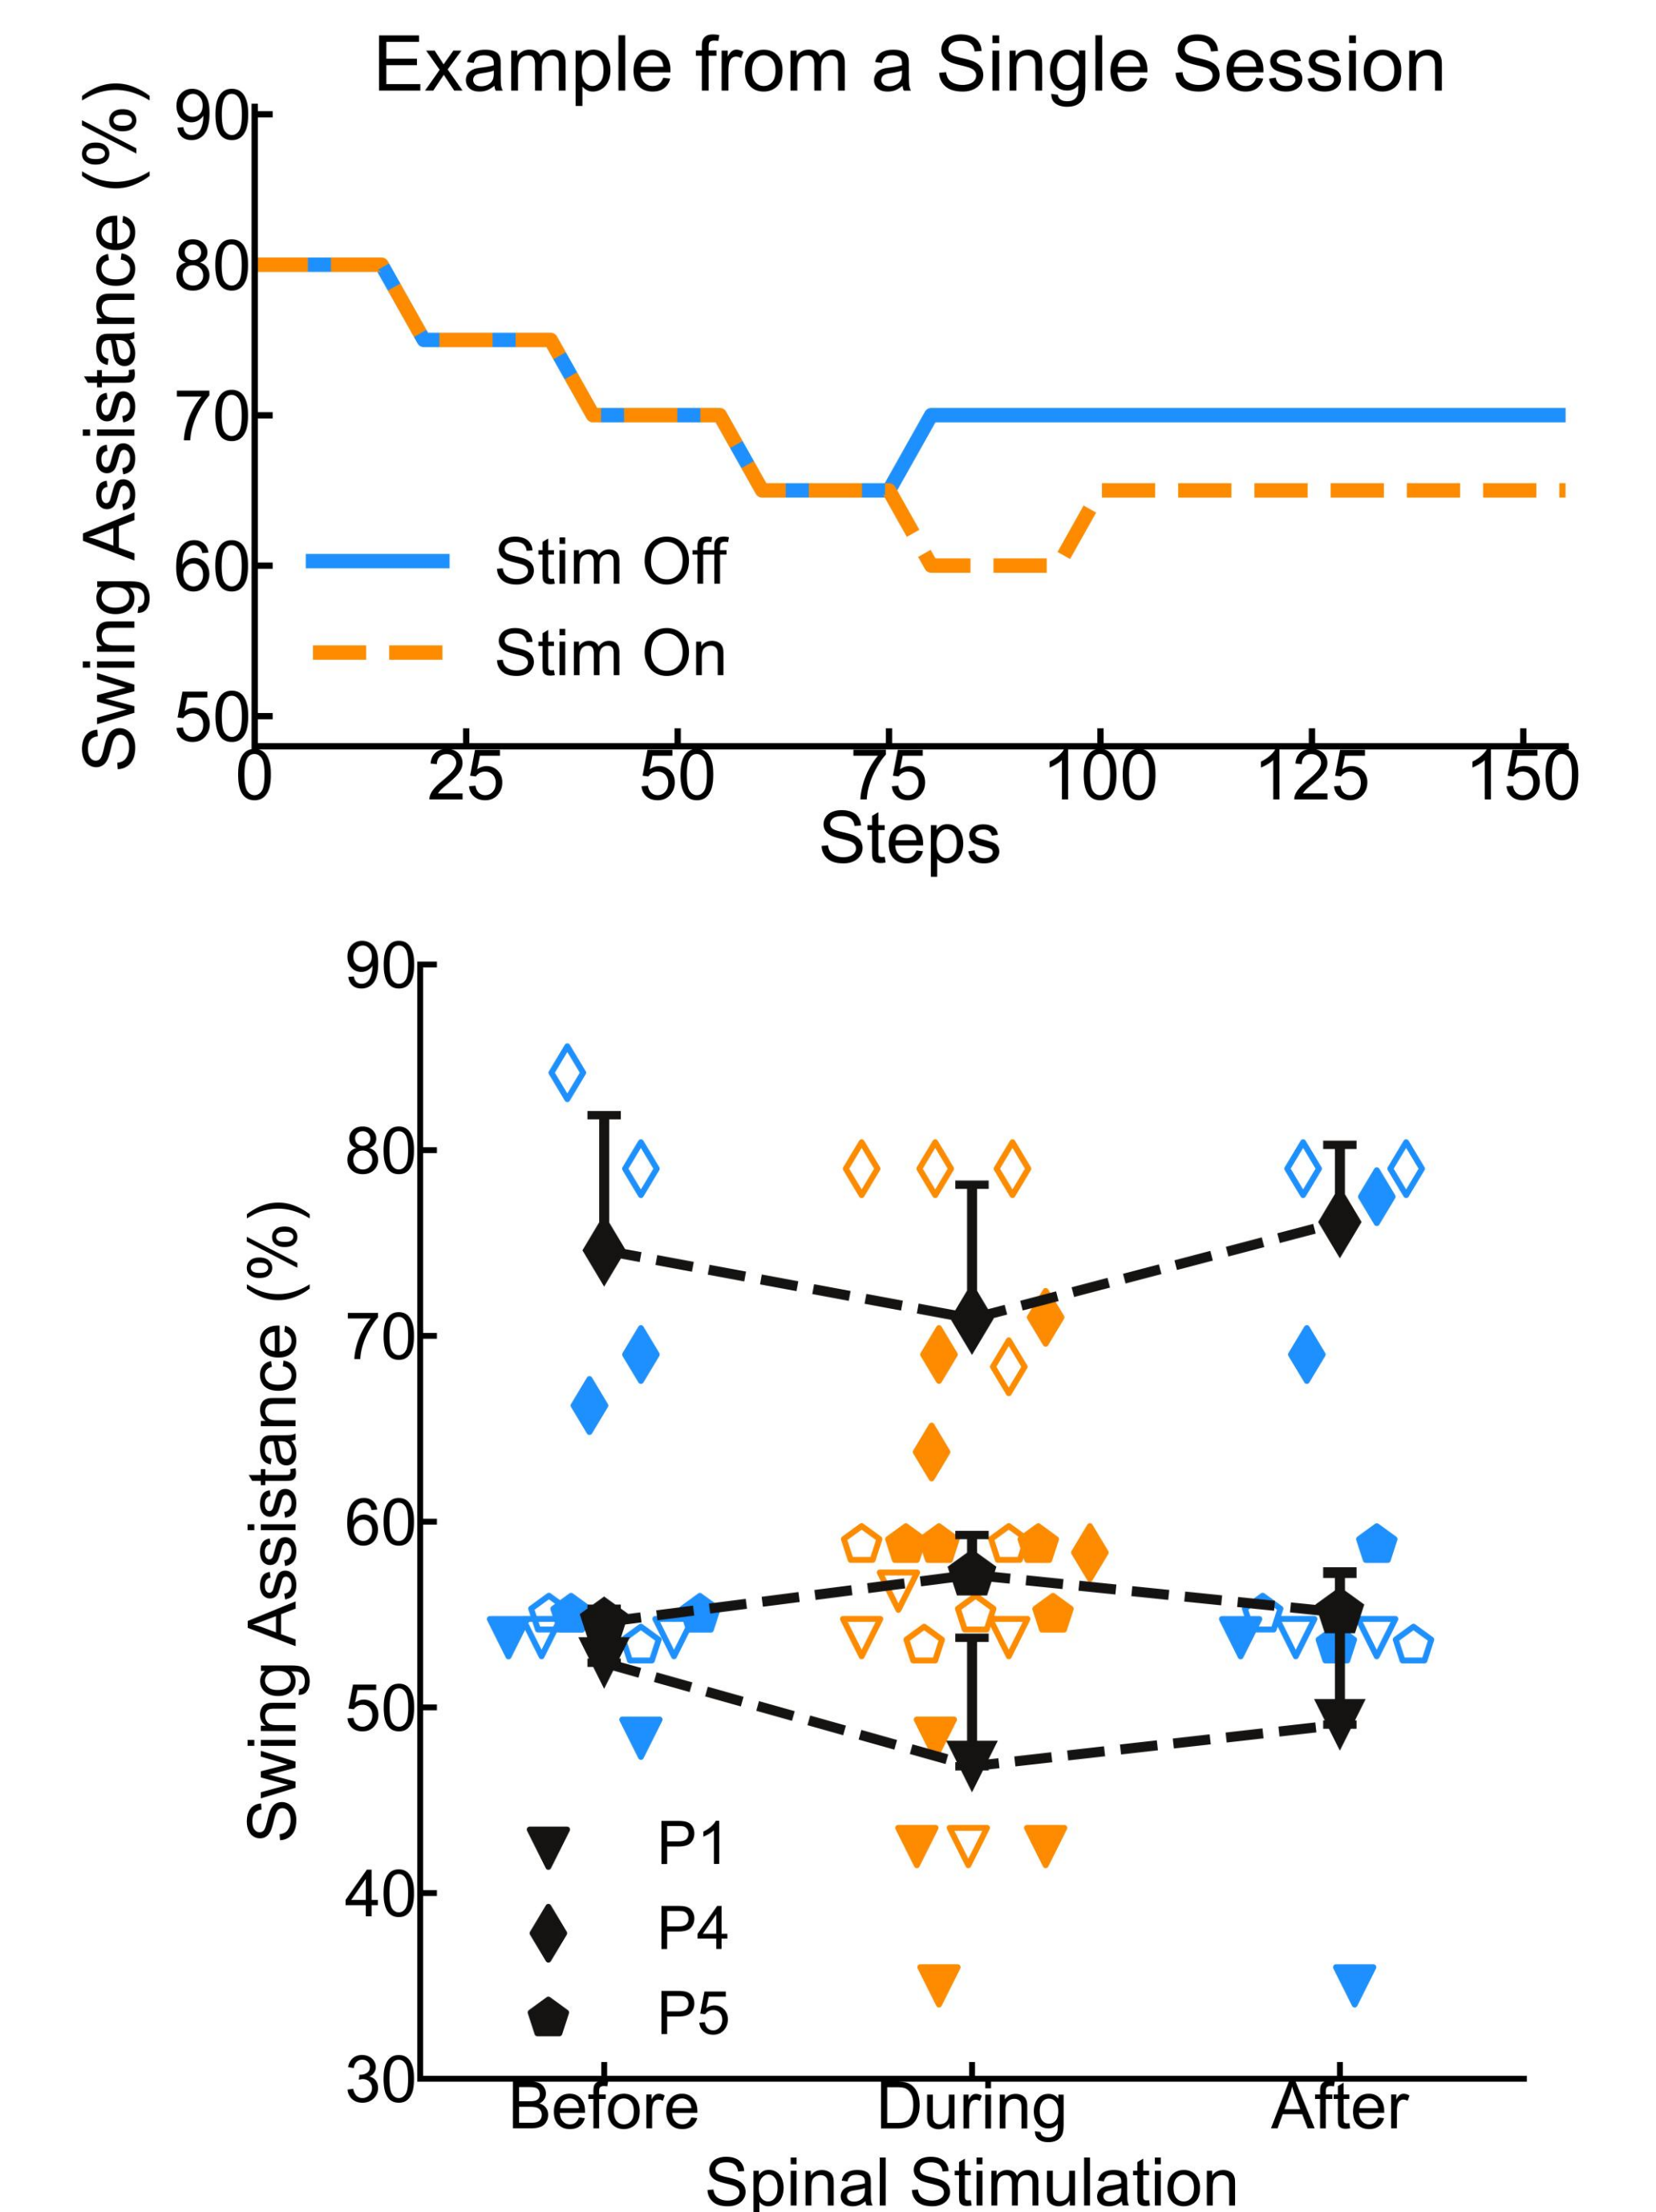 Example from a Single Session
Swing Assistance (%)
90
80
70
60
50
Stim Off
Stim On
0 25 50 75 100 125 150
Steps
Swing Assistance (%)
90
80
70
60
50
40
30
P1
P4
P5
Before During After
Spinal Stimulation